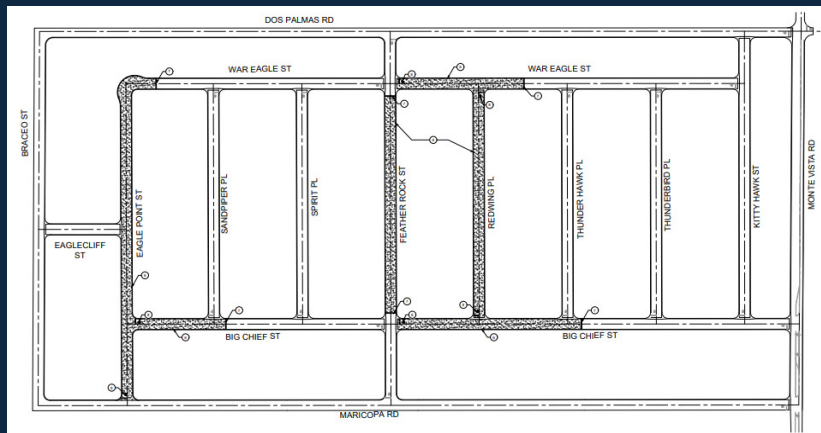 DOS PALMAS RD
WAR EAGLE ST
WAR EAGLE ST
BRACEO ST
EAGLE POINT ST
SANDPIPER PL
SPIRIT PL
FEATHER ROCK ST
REDWING PL
THUNDER HAWK PL
THUNDERBIRD PL
KITTY HAWK ST
MONTE VISTA RD
EAGLECLIFF
ST
BIG CHIEF ST
BIG CHIEF ST
MARICOPA RD